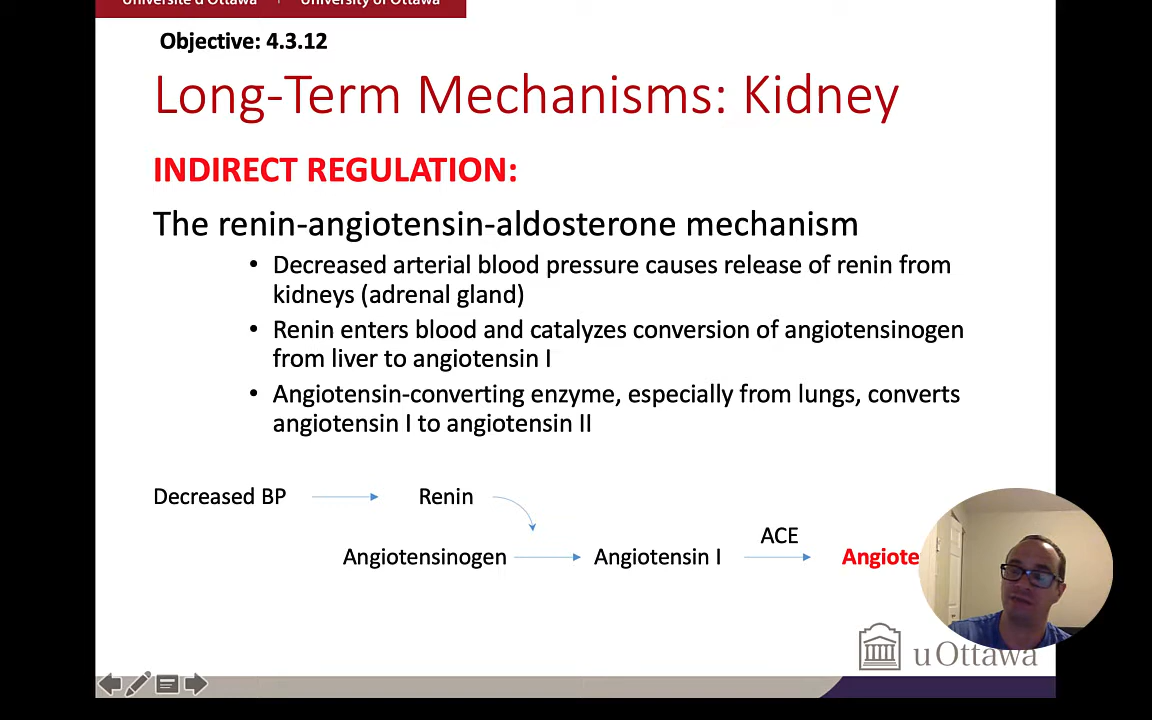 Université d'Ottawa | University of Ottawa
Objective: 4.3.12
Long-Term Mechanisms: Kidney
INDIRECT REGULATION:
The renin-angiotensin-aldosterone mechanism
• Decreased arterial blood pressure causes release of renin from
kidneys (adrenal gland)
• Renin enters blood and catalyzes conversion of angiotensinogen
from liver to angiotensin I
• Angiotensin-converting enzyme, especially from lungs, converts
angiotensin I to angiotensin II
Decreased BP Renin
ACE
Angiotensinogen Angiotensin I Angiote
uOttawa